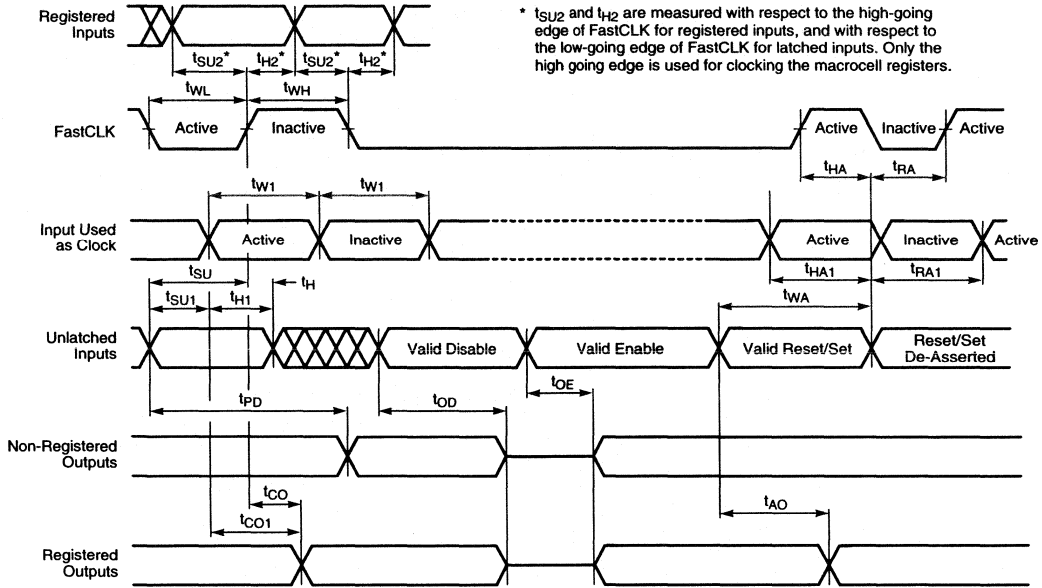 Registered
Inputs
* tSU2 and tH2 are measured with respect to the high-going
edge of FastCLK for registered inputs, and with respect to
the low-going edge of FastCLK for latched inputs. Only the
high going edge is used for clocking the macrocell registers.
tSU2* tH2* tSU2* tH2*
tWL tWH
FastCLK
Active Inactive Active Inactive Active
tHA tRA
tW1 tW1
Input Used
as Clock
Active Inactive Active Inactive Active
tSU tHA1 tRA1
tH
tSU1 tH1 tWA
Unlatched
Inputs
Valid Disable Valid Enable Valid Reset/Set Reset/Set
De-Asserted
tPD tOD tOE
Non-Registered
Outputs
tCO tAO
tCO1
Registered
Outputs